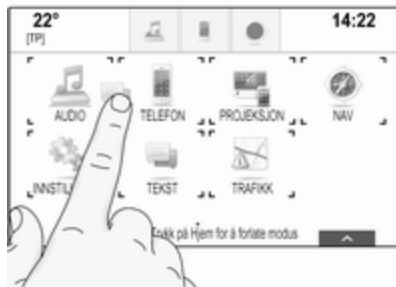 22° 14:22
[TP]
AUDIO TELEFON PROJEKSJON NAV
TEKST TRAFIKK
på Hjem for å forlate modus